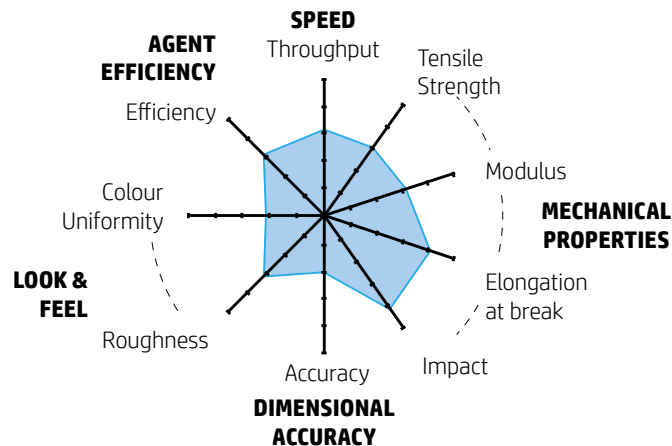 SPEED
Throughput
AGENT
EFFICIENCY
Efficiency
Tensile
Strength
Modulus
MECHANICAL
PROPERTIES
Elongation
at break
Impact
Colour
Uniformity
LOOK &
FEEL
Roughness
Accuracy
DIMENSIONAL
ACCURACY